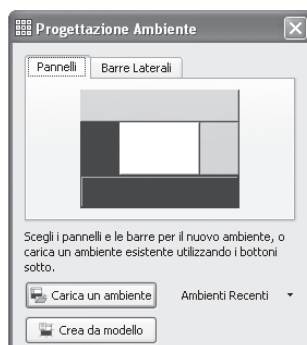 Progettazione Ambiente
Pannelli
Barre Laterali
Scegli i pannelli e le barre per il nuovo ambiente, o
carica un ambiente esistente utilizzando i bottoni
sotto.
Carica un ambiente
Ambienti Recenti
Crea da modello